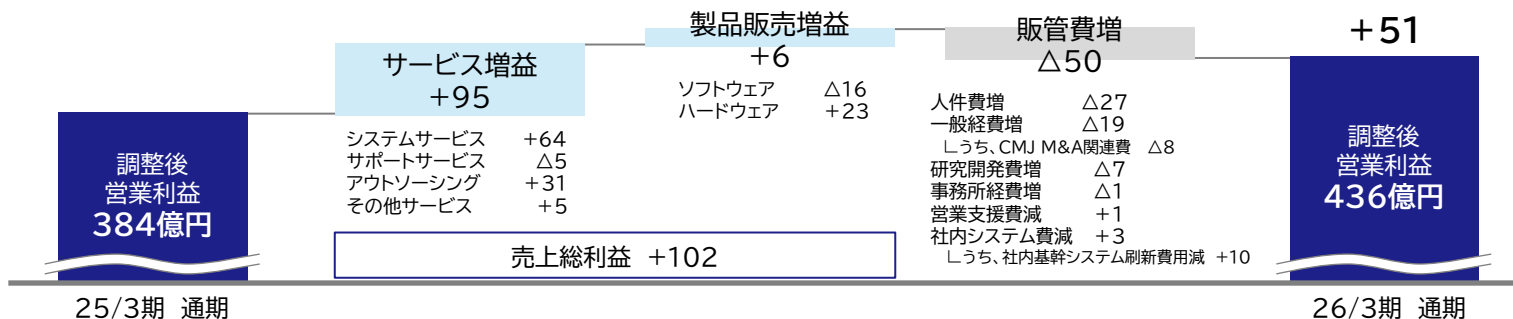 調整後
営業利益
384億円
25/3期 通期
サービス増益
+95
システムサービス +64
サポートサービス △5
アウトソーシング +31
その他サービス +5
製品販売増益
+6
ソフトウェア △16
ハードウェア +23
売上総利益 +102
販管費増
△50
人件費増 △27
一般経費増 △19
∟うち、CMJ M&A関連費 △8
研究開発費増 △7
事務所経費増 △1
営業支援費減 +1
社内システム費減 +3
∟うち、社内基幹システム刷新費用減 +10
+51
調整後
営業利益
436億円
26/3期 通期